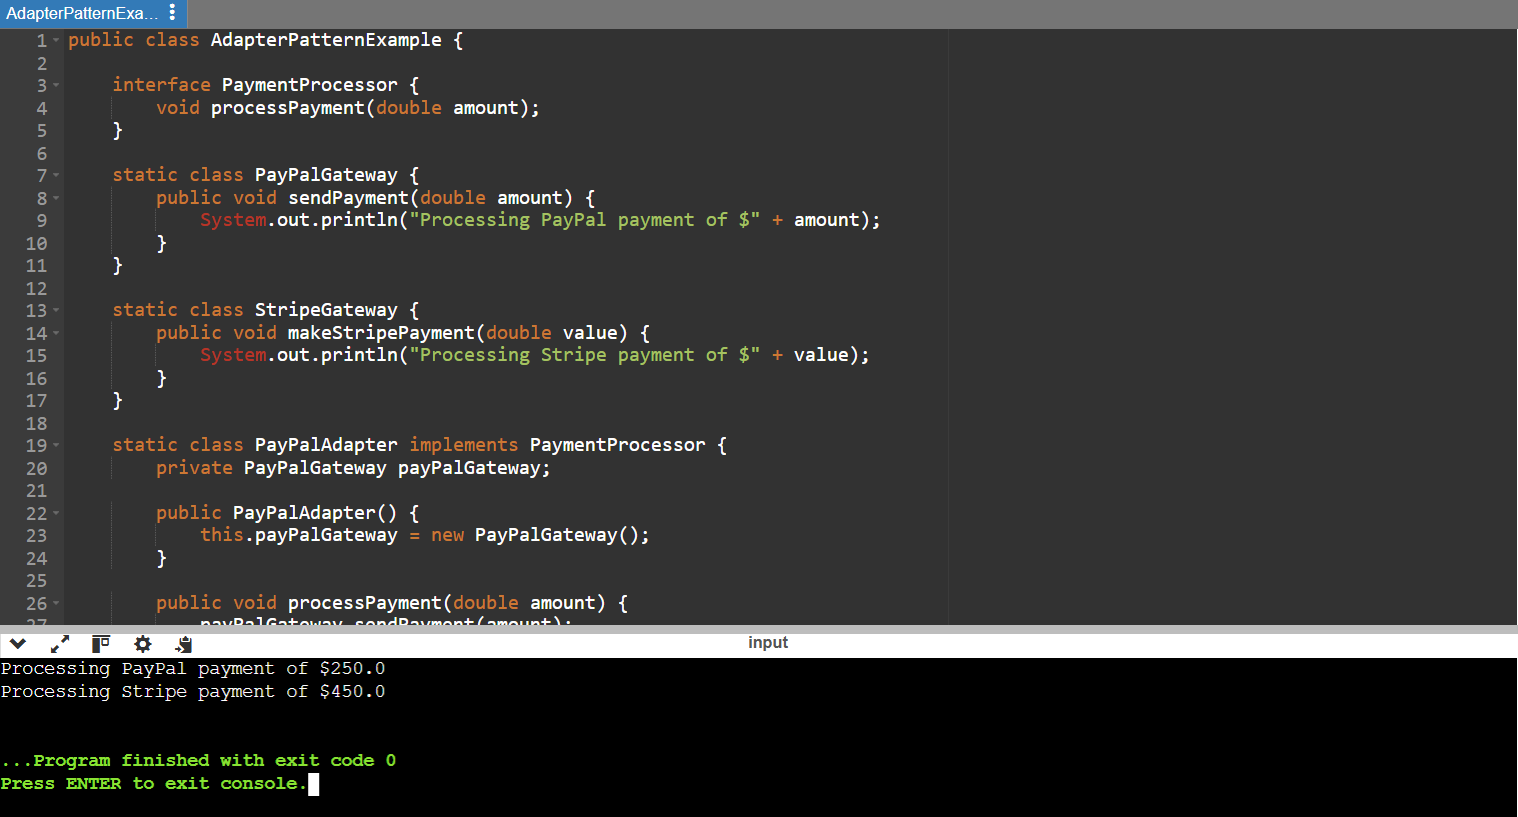 AdapterPatternExa...
1 public class AdapterPatternExample {
2
3 interface PaymentProcessor {
4 void processPayment(double amount);
5 }
6
7 static class PayPalGateway {
8 public void sendPayment(double amount) {
9 System.out.println("Processing PayPal payment of $" + amount);
10 }
11 }
12
13 static class StripeGateway {
14 public void makeStripePayment(double value) {
15 System.out.println("Processing Stripe payment of $" + value);
16 }
17 }
18
19 static class PayPalAdapter implements PaymentProcessor {
20 private PayPalGateway payPalGateway;
21
22 public PayPalAdapter() {
23 this.payPalGateway = new PayPalGateway();
24 }
25
26 public void processPayment(double amount) {
27 payPalGateway.sendPayment(amount);
input
Processing PayPal payment of $250.0
Processing Stripe payment of $450.0
...Program finished with exit code 0
Press ENTER to exit console.